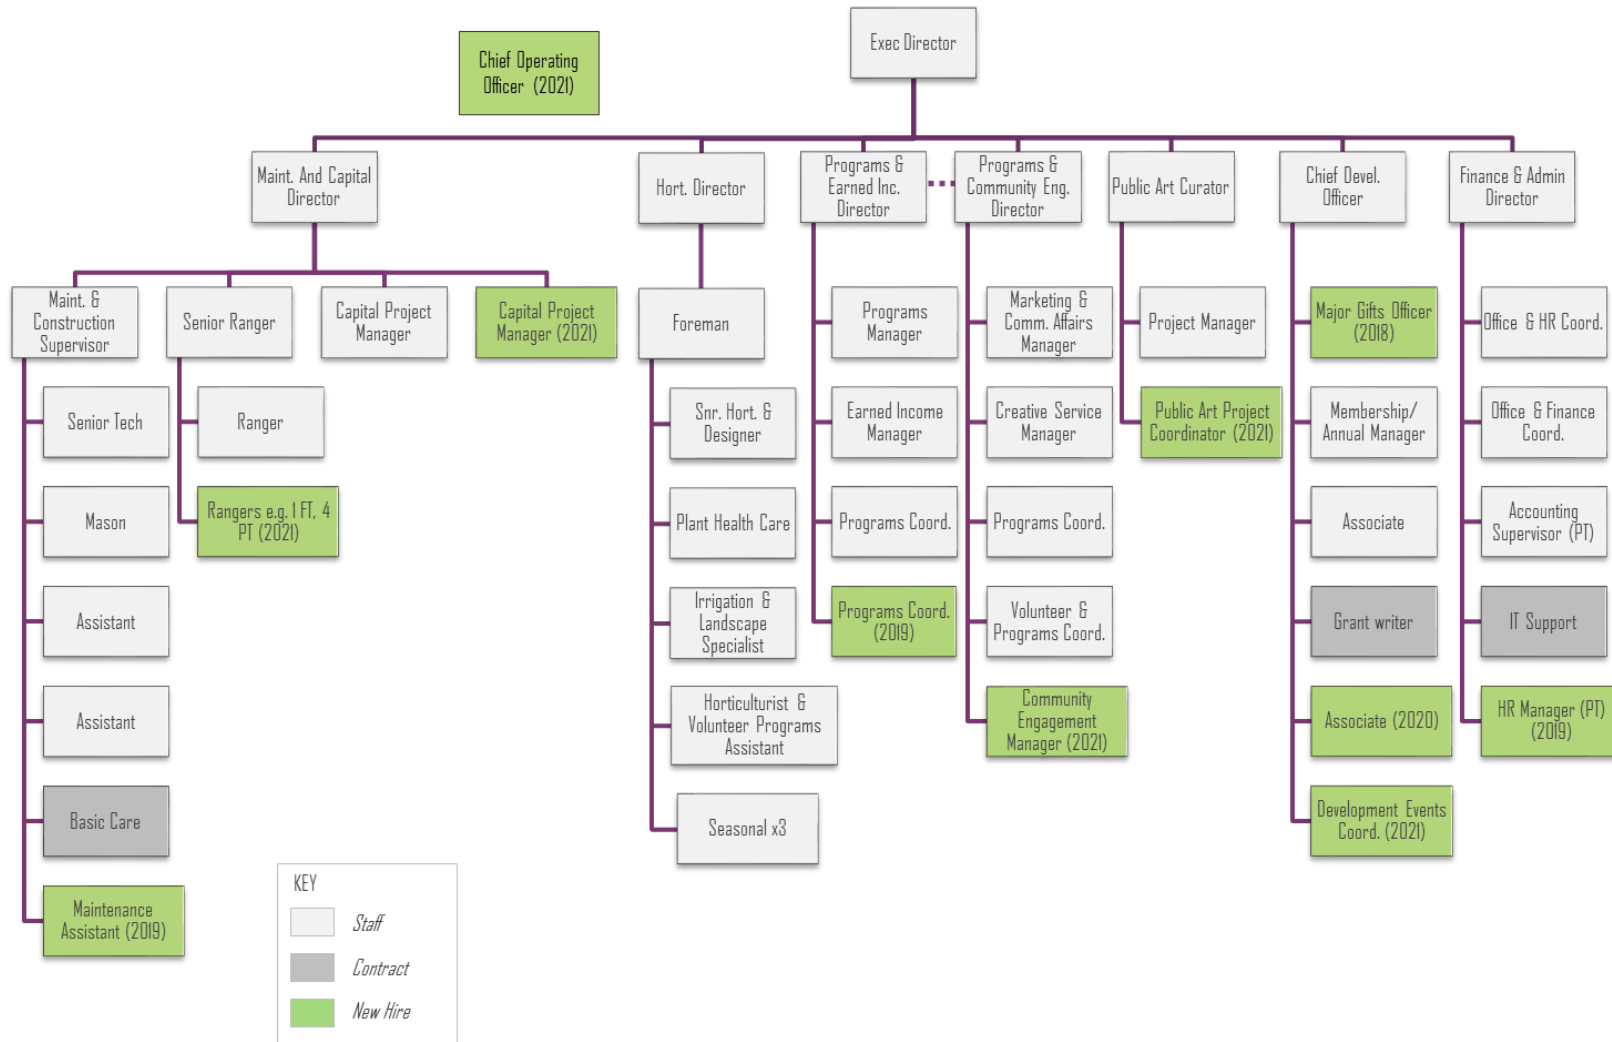 Exec Director
Chief Operating
Officer (2021)
Maint. And Capital
Director
Hort. Director
Programs &
Earned Inc.
Director
Programs &
Community Eng.
Director
Public Art Curator
Chief Devel.
Officer
Finance & Admin
Director
Maint. &
Construction
Supervisor
Senior Ranger
Capital Project
Manager
Capital Project
Manager (2021)
Foreman
Programs
Manager
Marketing &
Comm. Affairs
Manager
Project Manager
Major Gifts Officer
(2018)
Office & HR Coord.
Senior Tech
Ranger
Snr. Hort. &
Designer
Earned Income
Manager
Creative Service
Manager
Public Art Project
Coordinator (2021)
Membership/
Annual Manager
Office & Finance
Coord.
Mason
Rangers e.g. 1 FT, 4
PT (2021)
Plant Health Care
Programs Coord.
Programs Coord.
Associate
Accounting
Supervisor (PT)
Assistant
Irrigation &
Landscape
Specialist
Programs Coord.
(2019)
Volunteer &
Programs Coord.
Grant writer
IT Support
Assistant
Horticulturist &
Volunteer Programs
Assistant
Community
Engagement
Manager (2021)
Associate (2020)
HR Manager (PT)
(2019)
Basic Care
Seasonal x3
Development Events
Coord. (2021)
Maintenance
Assistant (2019)
KEY
Staff
Contract
New Hire